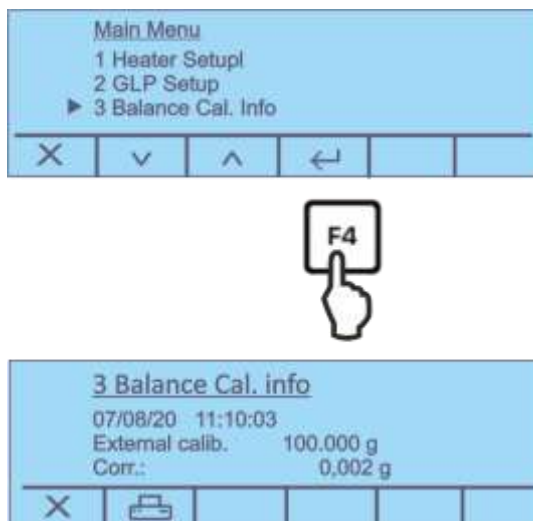 Main Menu
1 Heater Setupl
2 GLP Setup
3 Balance Cal. Info
F4
3 Balance Cal. info
07/08/20 11:10:03
External calib. 100.000 g
Corr.: 0,002 g